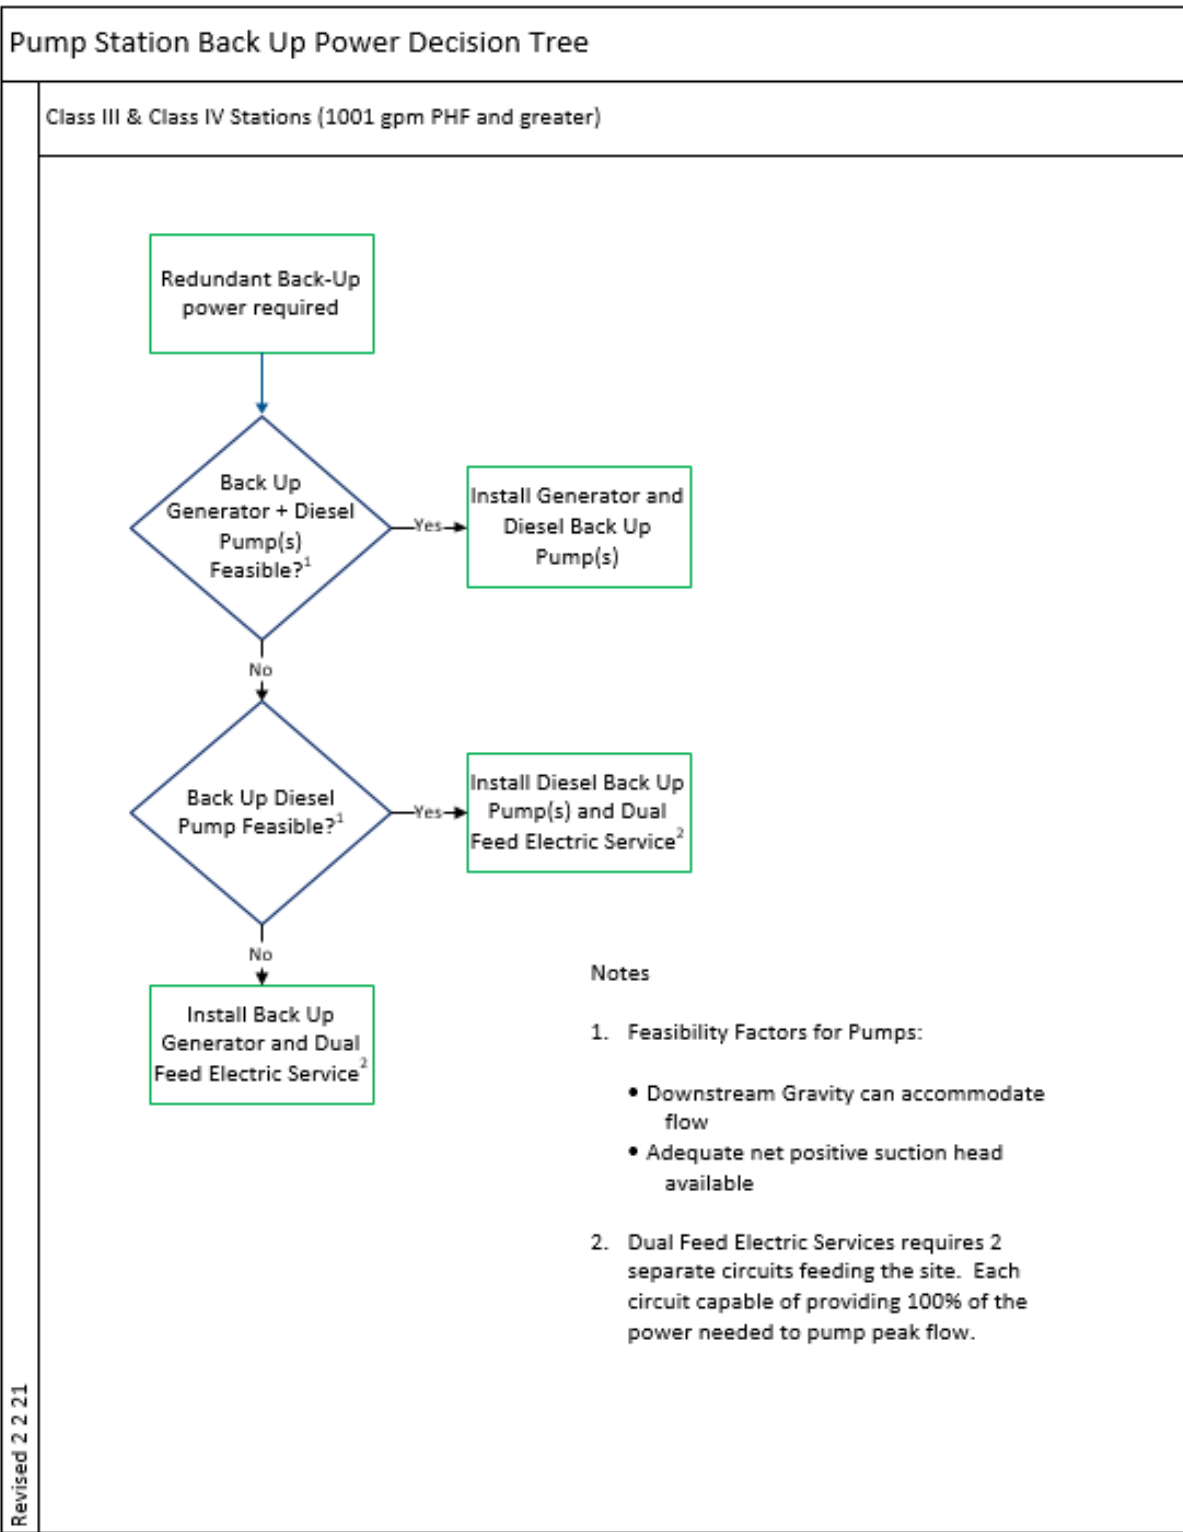 Pump Station Back Up Power Decision Tree
Class III & Class IV Stations (1001 gpm PHF and greater)
Redundant Back-Up
power required
Back Up
Generator + Diesel
Pump(s)
Feasible?¹
Yes
Install Generator and
Diesel Back Up
Pump(s)
No
Back Up Diesel
Pump Feasible?¹
Yes
Install Diesel Back Up
Pump(s) and Dual
Feed Electric Service²
No
Install Back Up
Generator and Dual
Feed Electric Service²
Notes
1. Feasibility Factors for Pumps:
• Downstream Gravity can accommodate
flow
• Adequate net positive suction head
available
2. Dual Feed Electric Services requires 2
separate circuits feeding the site. Each
circuit capable of providing 100% of the
power needed to pump peak flow.
Revised 2 2 21